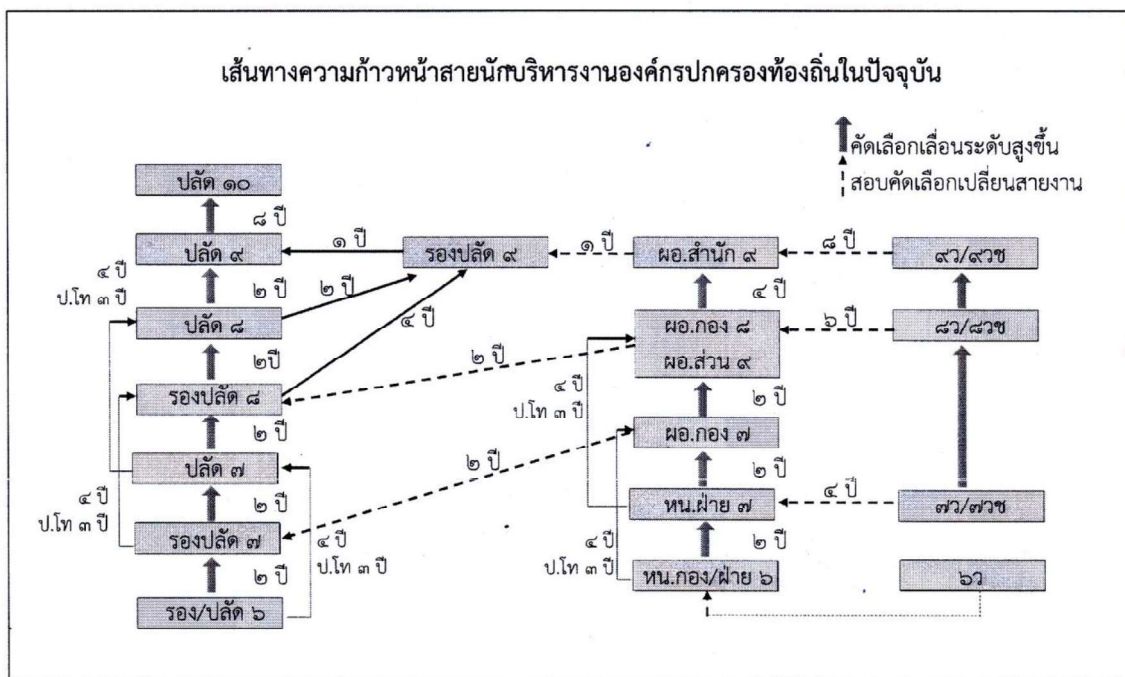 เส้นทางความก้าวหน้าสายนักบริหารงานองค์กรปกครองท้องถิ่นในปัจจุบัน
คัดเลือกเลื่อนระดับสูงขึ้น
สอบคัดเลือกเปลี่ยนสายงาน
ปลัด ๑๐
๘ ปี
ปลัด ๙
๑ ปี
รองปลัด ๙
๑ ปี
ผอ.สำนัก ๙
๘ ปี
๙ว/๙วช
๔ ปี
ป.โท ๓ ปี
๒ ปี
๒ ปี
๔ ปี
๔ ปี
ปลัด ๘
ผอ.กอง ๘
ผอ.ส่วน ๙
๖ ปี
๘ว/๘วช
๒ปี
๒ ปี
รองปลัด ๘
๔ ปี
ป.โท ๓ ปี
๒ ปี
๒ ปี
ผอ.กอง ๗
ปลัด ๗
๒ ปี
๔ ปี
ป.โท ๓ ปี
๒ ปี
๒ ปี
หน.ฝ่าย ๗
๔ ปี
๗ว/๗วช
รองปลัด ๗
๔ ปี
ป.โท ๓ ปี
๒ ปี
๔ ปี
ป.โท ๓ ปี
๒ ปี
หน.กอง/ฝ่าย ๖
๖ว
รอง/ปลัด ๖